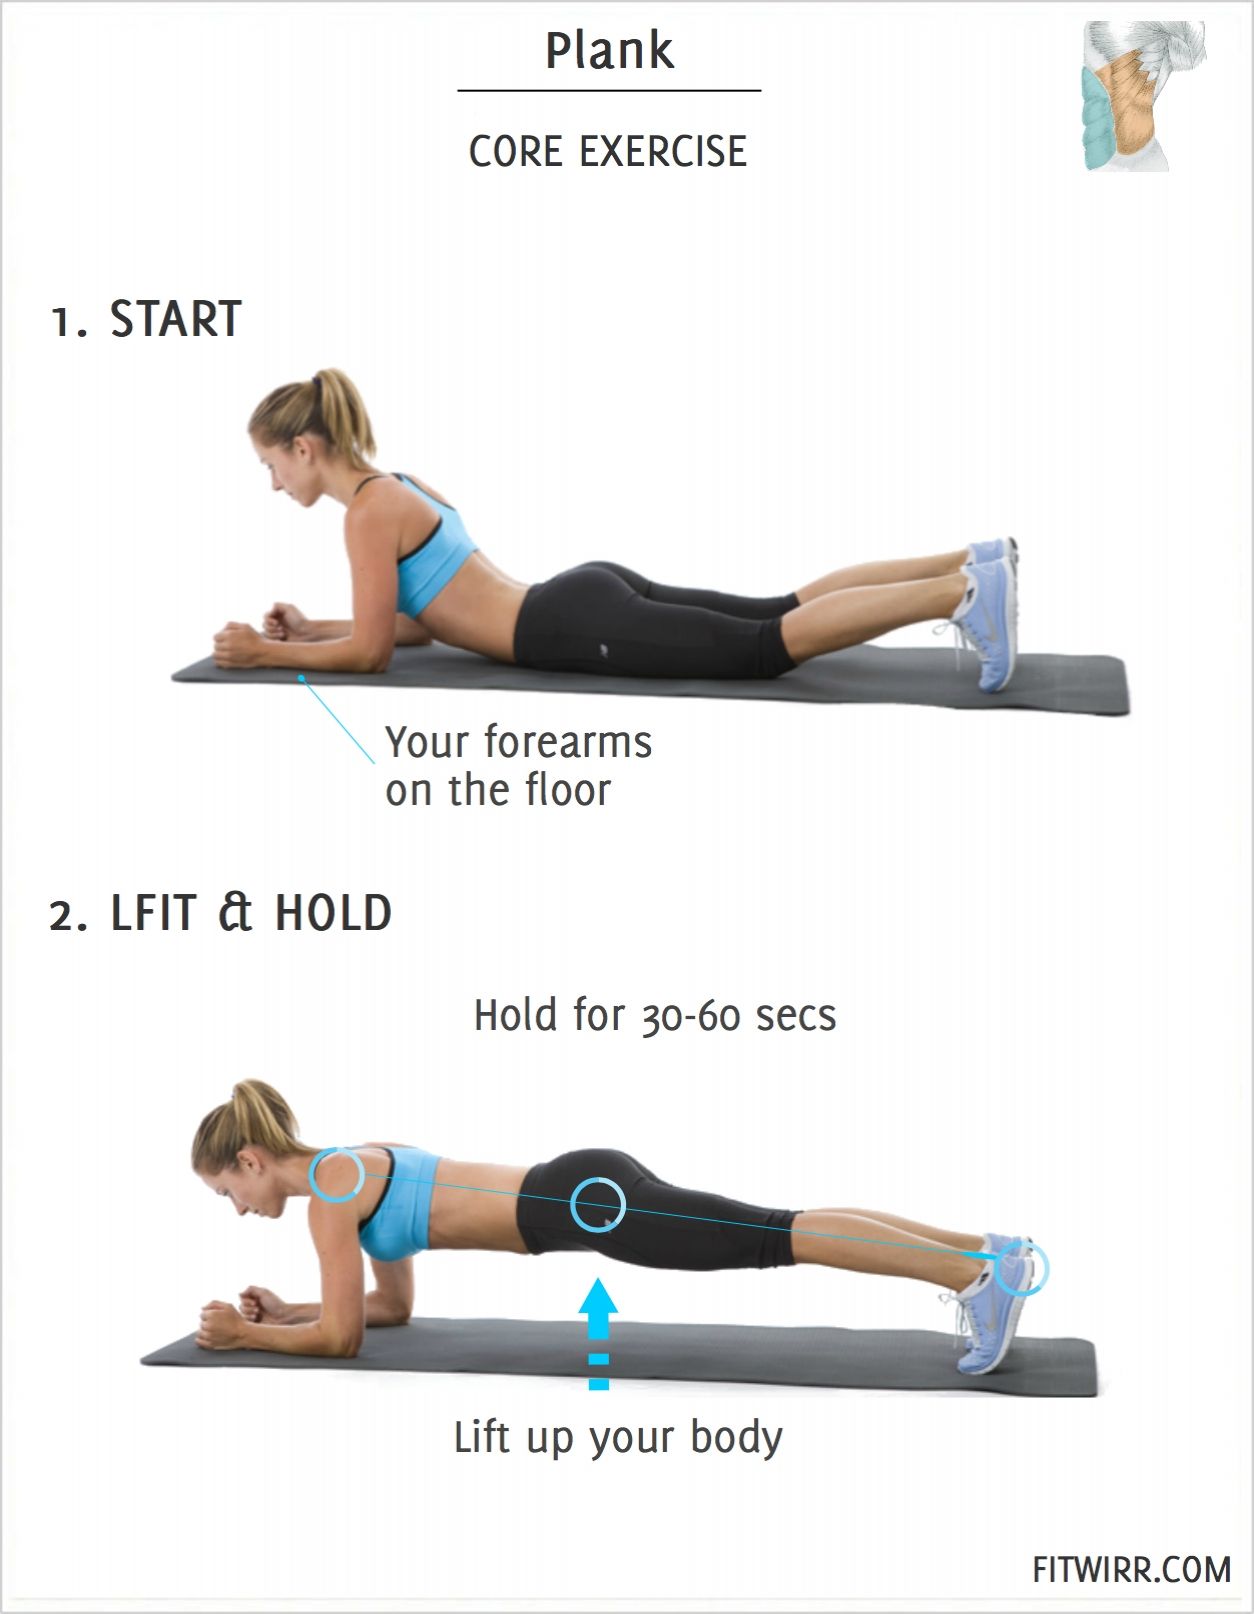 Plank
CORE EXERCISE
1. START
Your forearms
on the floor
2. LFIT & HOLD
Hold for 30-60 secs
Lift up your body
FITWIRR.COM